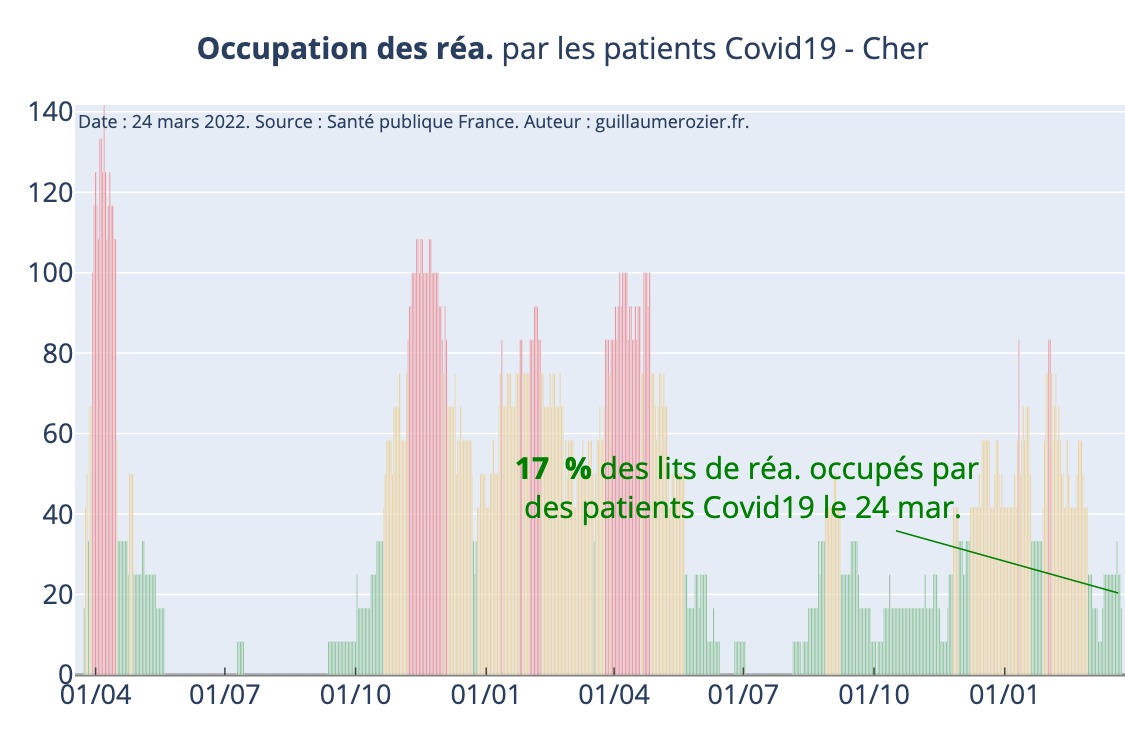 Occupation des réa. par les patients Covid19 - Cher
140
Date : 24 mars 2022. Source : Santé publique France. Auteur : guillaumerozier.fr.
120
100
80
60
17 % des lits de réa. occupés par
des patients Covid19 le 24 mar.
40
20
0
01/04 01/07 01/10 01/01 01/04 01/07 01/10 01/01